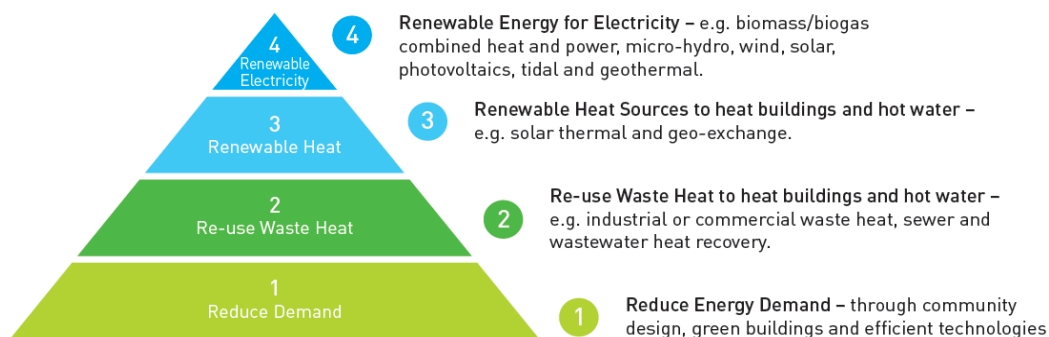 4
Renewable
Electricity
4
Renewable Energy for Electricity – e.g. biomass/biogas
combined heat and power, micro-hydro, wind, solar,
photovoltaics, tidal and geothermal.
3
Renewable Heat
3
Renewable Heat Sources to heat buildings and hot water –
e.g. solar thermal and geo-exchange.
2
Re-use Waste Heat
2
Re-use Waste Heat to heat buildings and hot water –
e.g. industrial or commercial waste heat, sewer and
wastewater heat recovery.
1
Reduce Demand
1
Reduce Energy Demand – through community
design, green buildings and efficient technologies